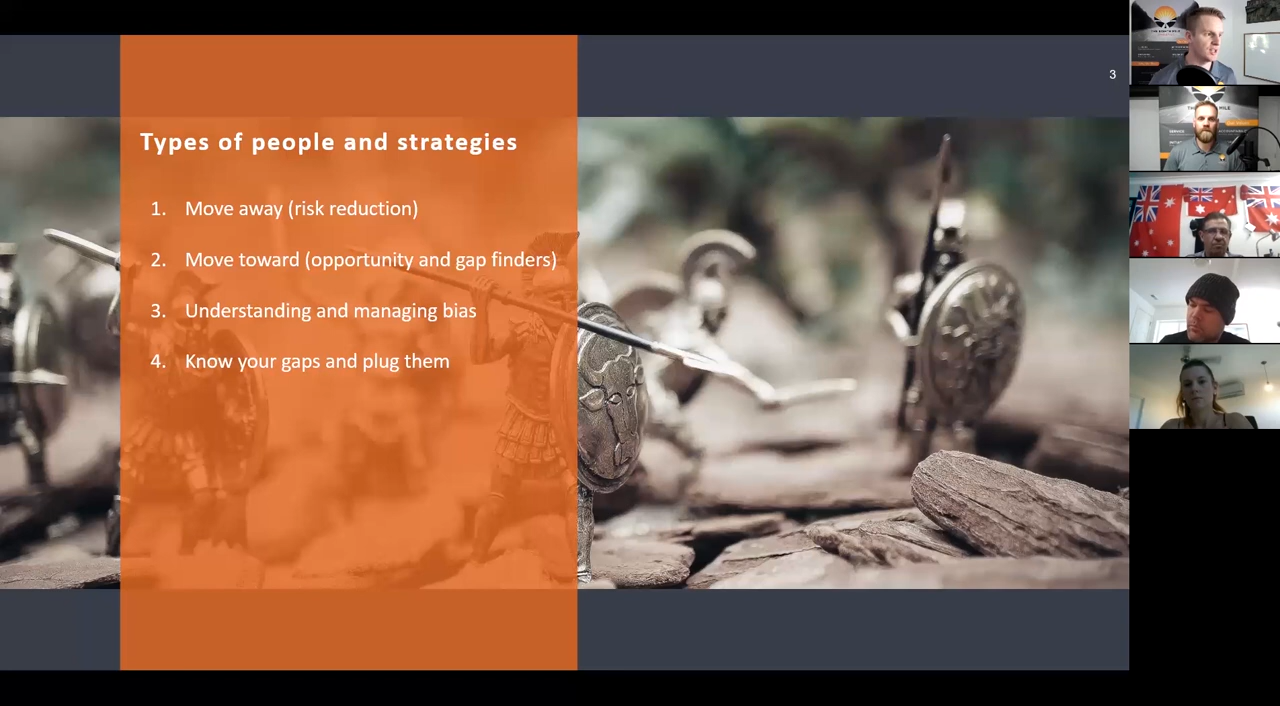 3
Types of people and strategies
1. Move away (risk reduction)
2. Move toward (opportunity and gap finders)
3. Understanding and managing bias
4. Know your gaps and plug them